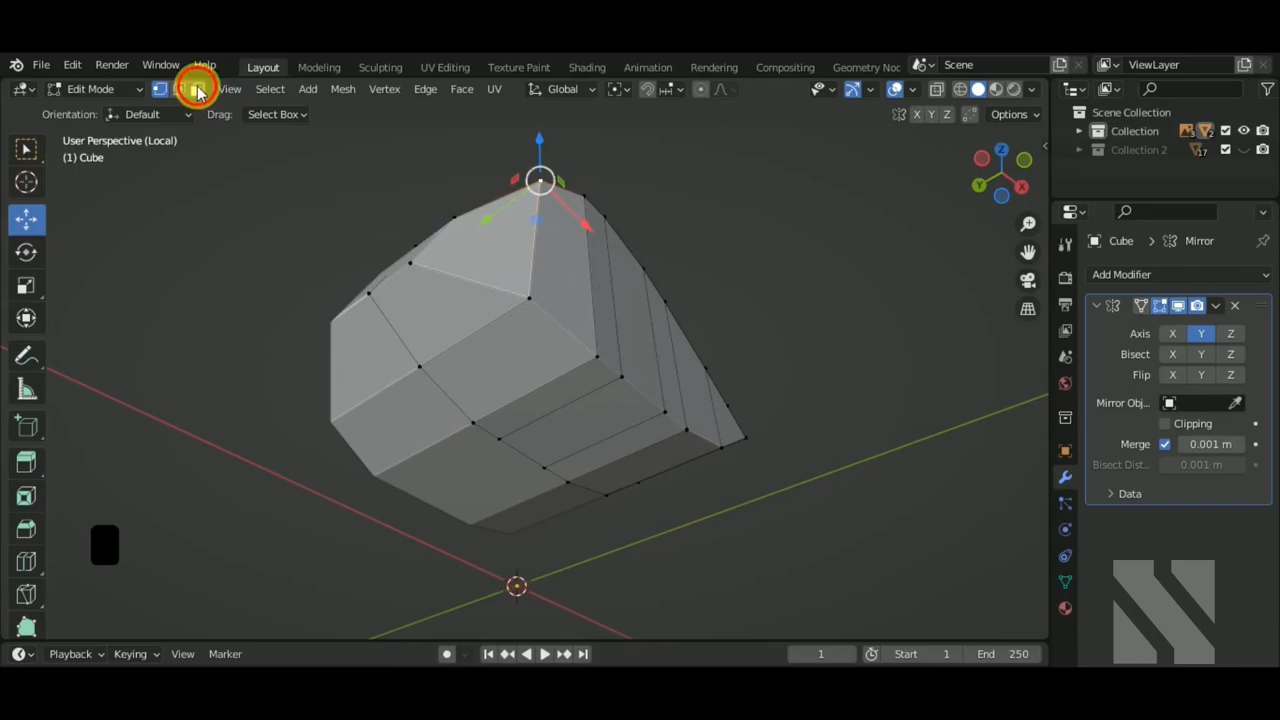 File Edit Render Window Help Layout Modeling Sculpting UV Editing Texture Paint Shading Animation Rendering Compositing Geometry Noc Scene ViewLayer
Edit Mode View Select Add Mesh Vertex Edge Face UV Global
Orientation: Default Drag: Select Box X Y Z Options
User Perspective (Local)
(1) Cube
Z
Y
X
Scene Collection
Collection 3 2
Collection 2 17
Cube > Mirror
Add Modifier
Axis X Y Z
Bisect X Y Z
Flip X Y Z
Mirror Obj...
Clipping
Merge 0.001 m
Bisect Dist... 0.001 m
> Data
Playback Keying View Marker 1 Start 1 End 250